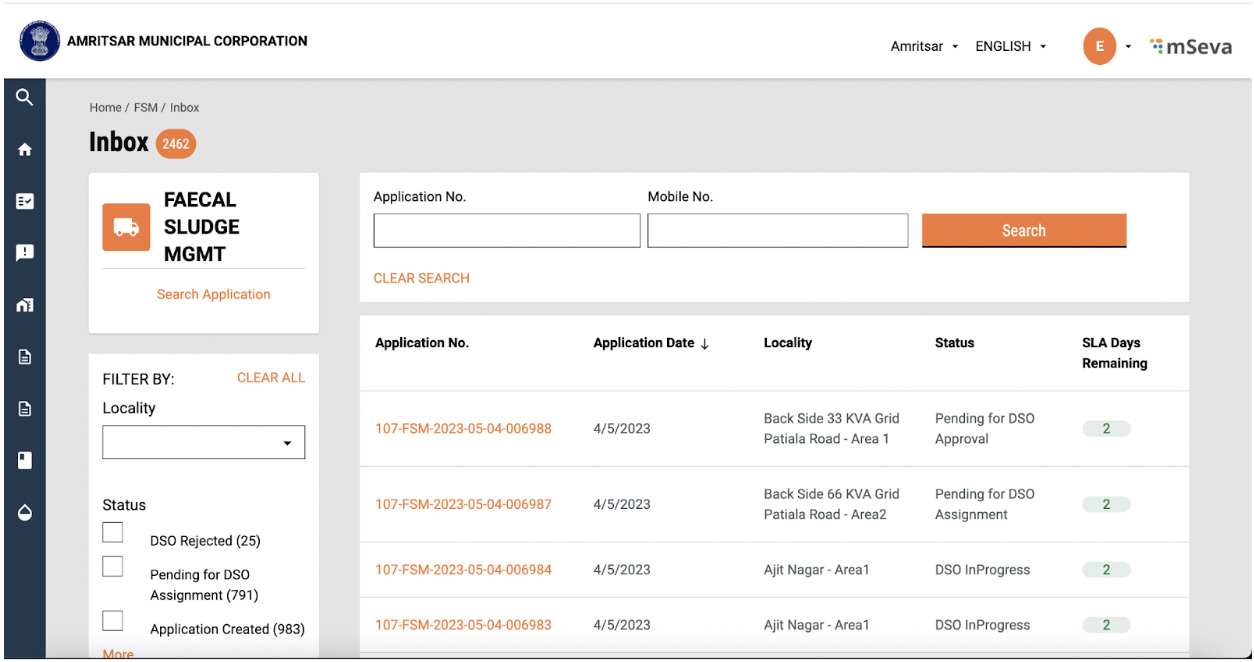 AMRITSAR MUNICIPAL CORPORATION
Amritsar ENGLISH E mSeva
Home / FSM / Inbox
Inbox 2462
FAECAL
SLUDGE
MGMT
Search Application
FILTER BY: CLEAR ALL
Locality
Status
DSO Rejected (25)
Pending for DSO
Assignment (791)
Application Created (983)
More
Application No. Mobile No.
Search
CLEAR SEARCH
Application No. Application Date ↓ Locality Status SLA Days
Remaining
107-FSM-2023-05-04-006988 4/5/2023 Back Side 33 KVA Grid
Patiala Road - Area 1 Pending for DSO
Approval 2
107-FSM-2023-05-04-006987 4/5/2023 Back Side 66 KVA Grid
Patiala Road - Area2 Pending for DSO
Assignment 2
107-FSM-2023-05-04-006984 4/5/2023 Ajit Nagar - Area1 DSO InProgress 2
107-FSM-2023-05-04-006983 4/5/2023 Ajit Nagar - Area1 DSO InProgress 2